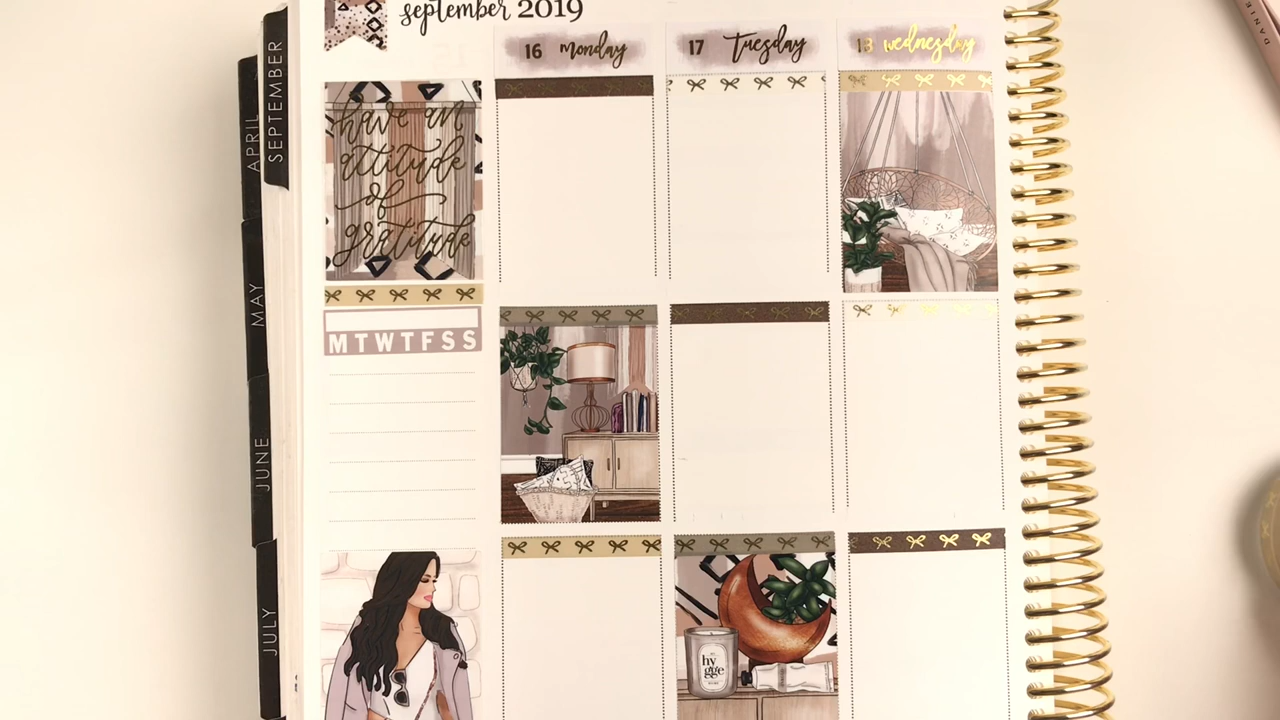 september 2019
16 monday
17 Tuesday
18 wednesday
APRIL
SEPTEMBER
MAY
JUNE
JULY
have an
attitude
of
gratitude
M T W T F S S
hy
gge
DANIE